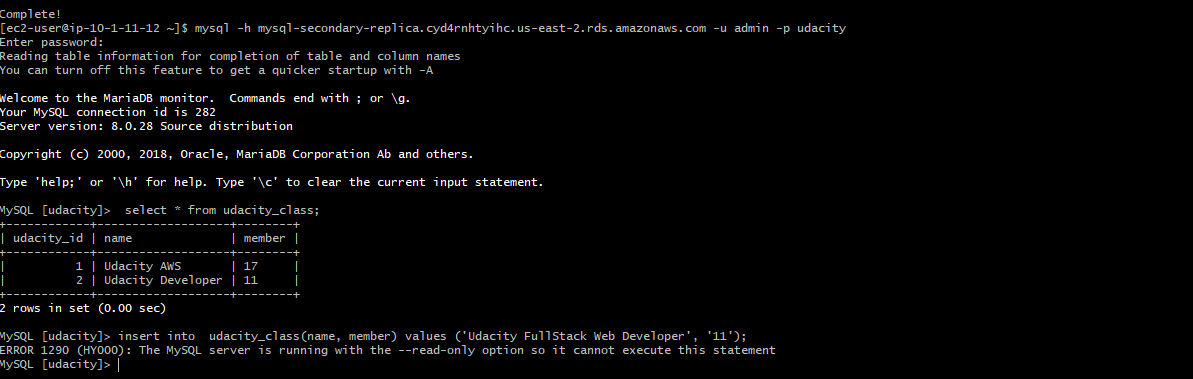 Complete!
[ec2-user@ip-10-1-11-12 ~]$ mysql -h mysql-secondary-replica.cyd4rnhtyihc.us-east-2.rds.amazonaws.com -u admin -p udacity
Enter password:
Reading table information for completion of table and column names
You can turn off this feature to get a quicker startup with -A
Welcome to the MariaDB monitor.  Commands end with ; or \g.
Your MySQL connection id is 282
Server version: 8.0.28 Source distribution
Copyright (c) 2000, 2018, Oracle, MariaDB Corporation Ab and others.
Type 'help;' or '\h' for help. Type '\c' to clear the current input statement.
MySQL [udacity]>  select * from udacity_class;
+------------+-------------------+--------+
| udacity_id | name              | member |
+------------+-------------------+--------+
|          1 | Udacity AWS       | 17     |
|          2 | Udacity Developer | 11     |
+------------+-------------------+--------+
2 rows in set (0.00 sec)
MySQL [udacity]> insert into  udacity_class(name, member) values ('Udacity FullStack Web Developer', '11');
ERROR 1290 (HY000): The MySQL server is running with the --read-only option so it cannot execute this statement
MySQL [udacity]>